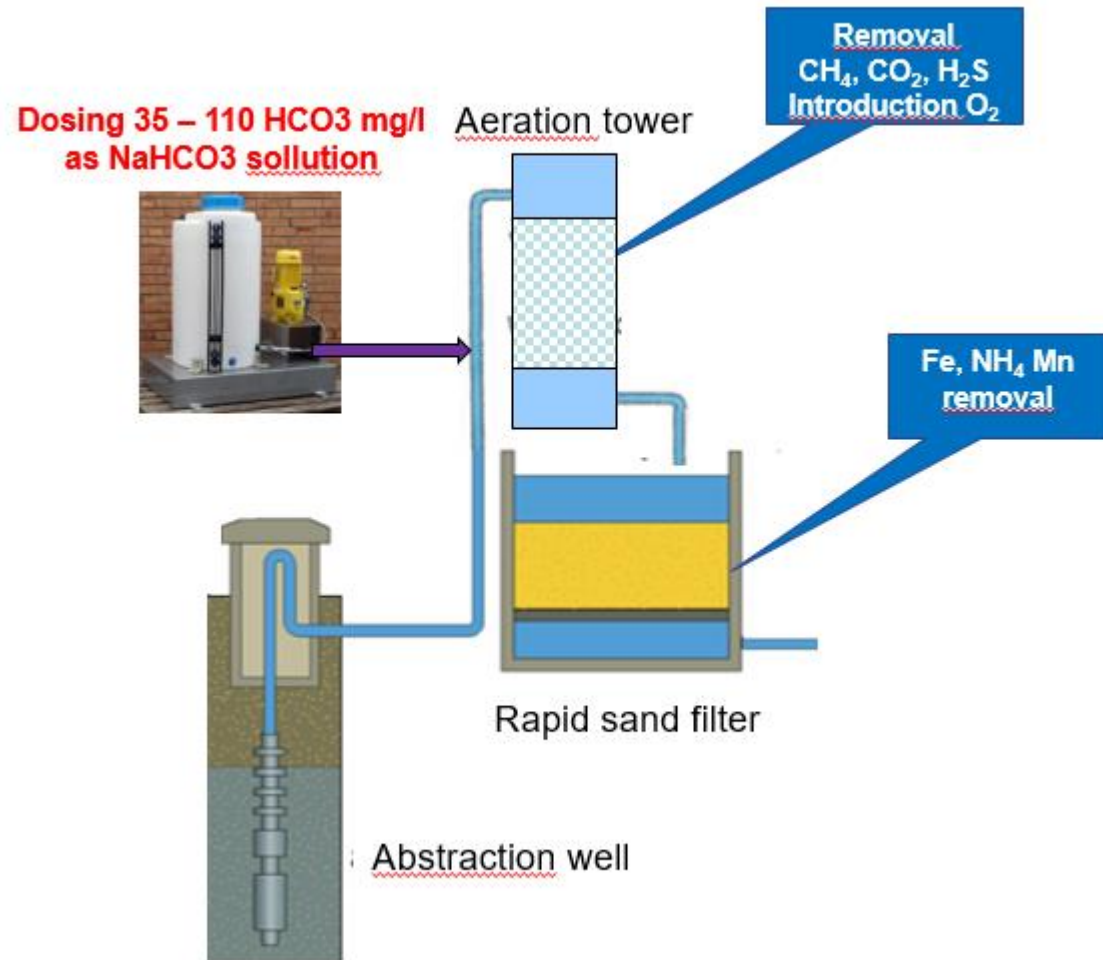 Removal
CH₄, CO₂, H₂S
Introduction O₂
Dosing 35 – 110 HCO3 mg/l
as NaHCO3 sollution
Aeration tower
Fe, NH₄ Mn
removal
Rapid sand filter
Abstraction well